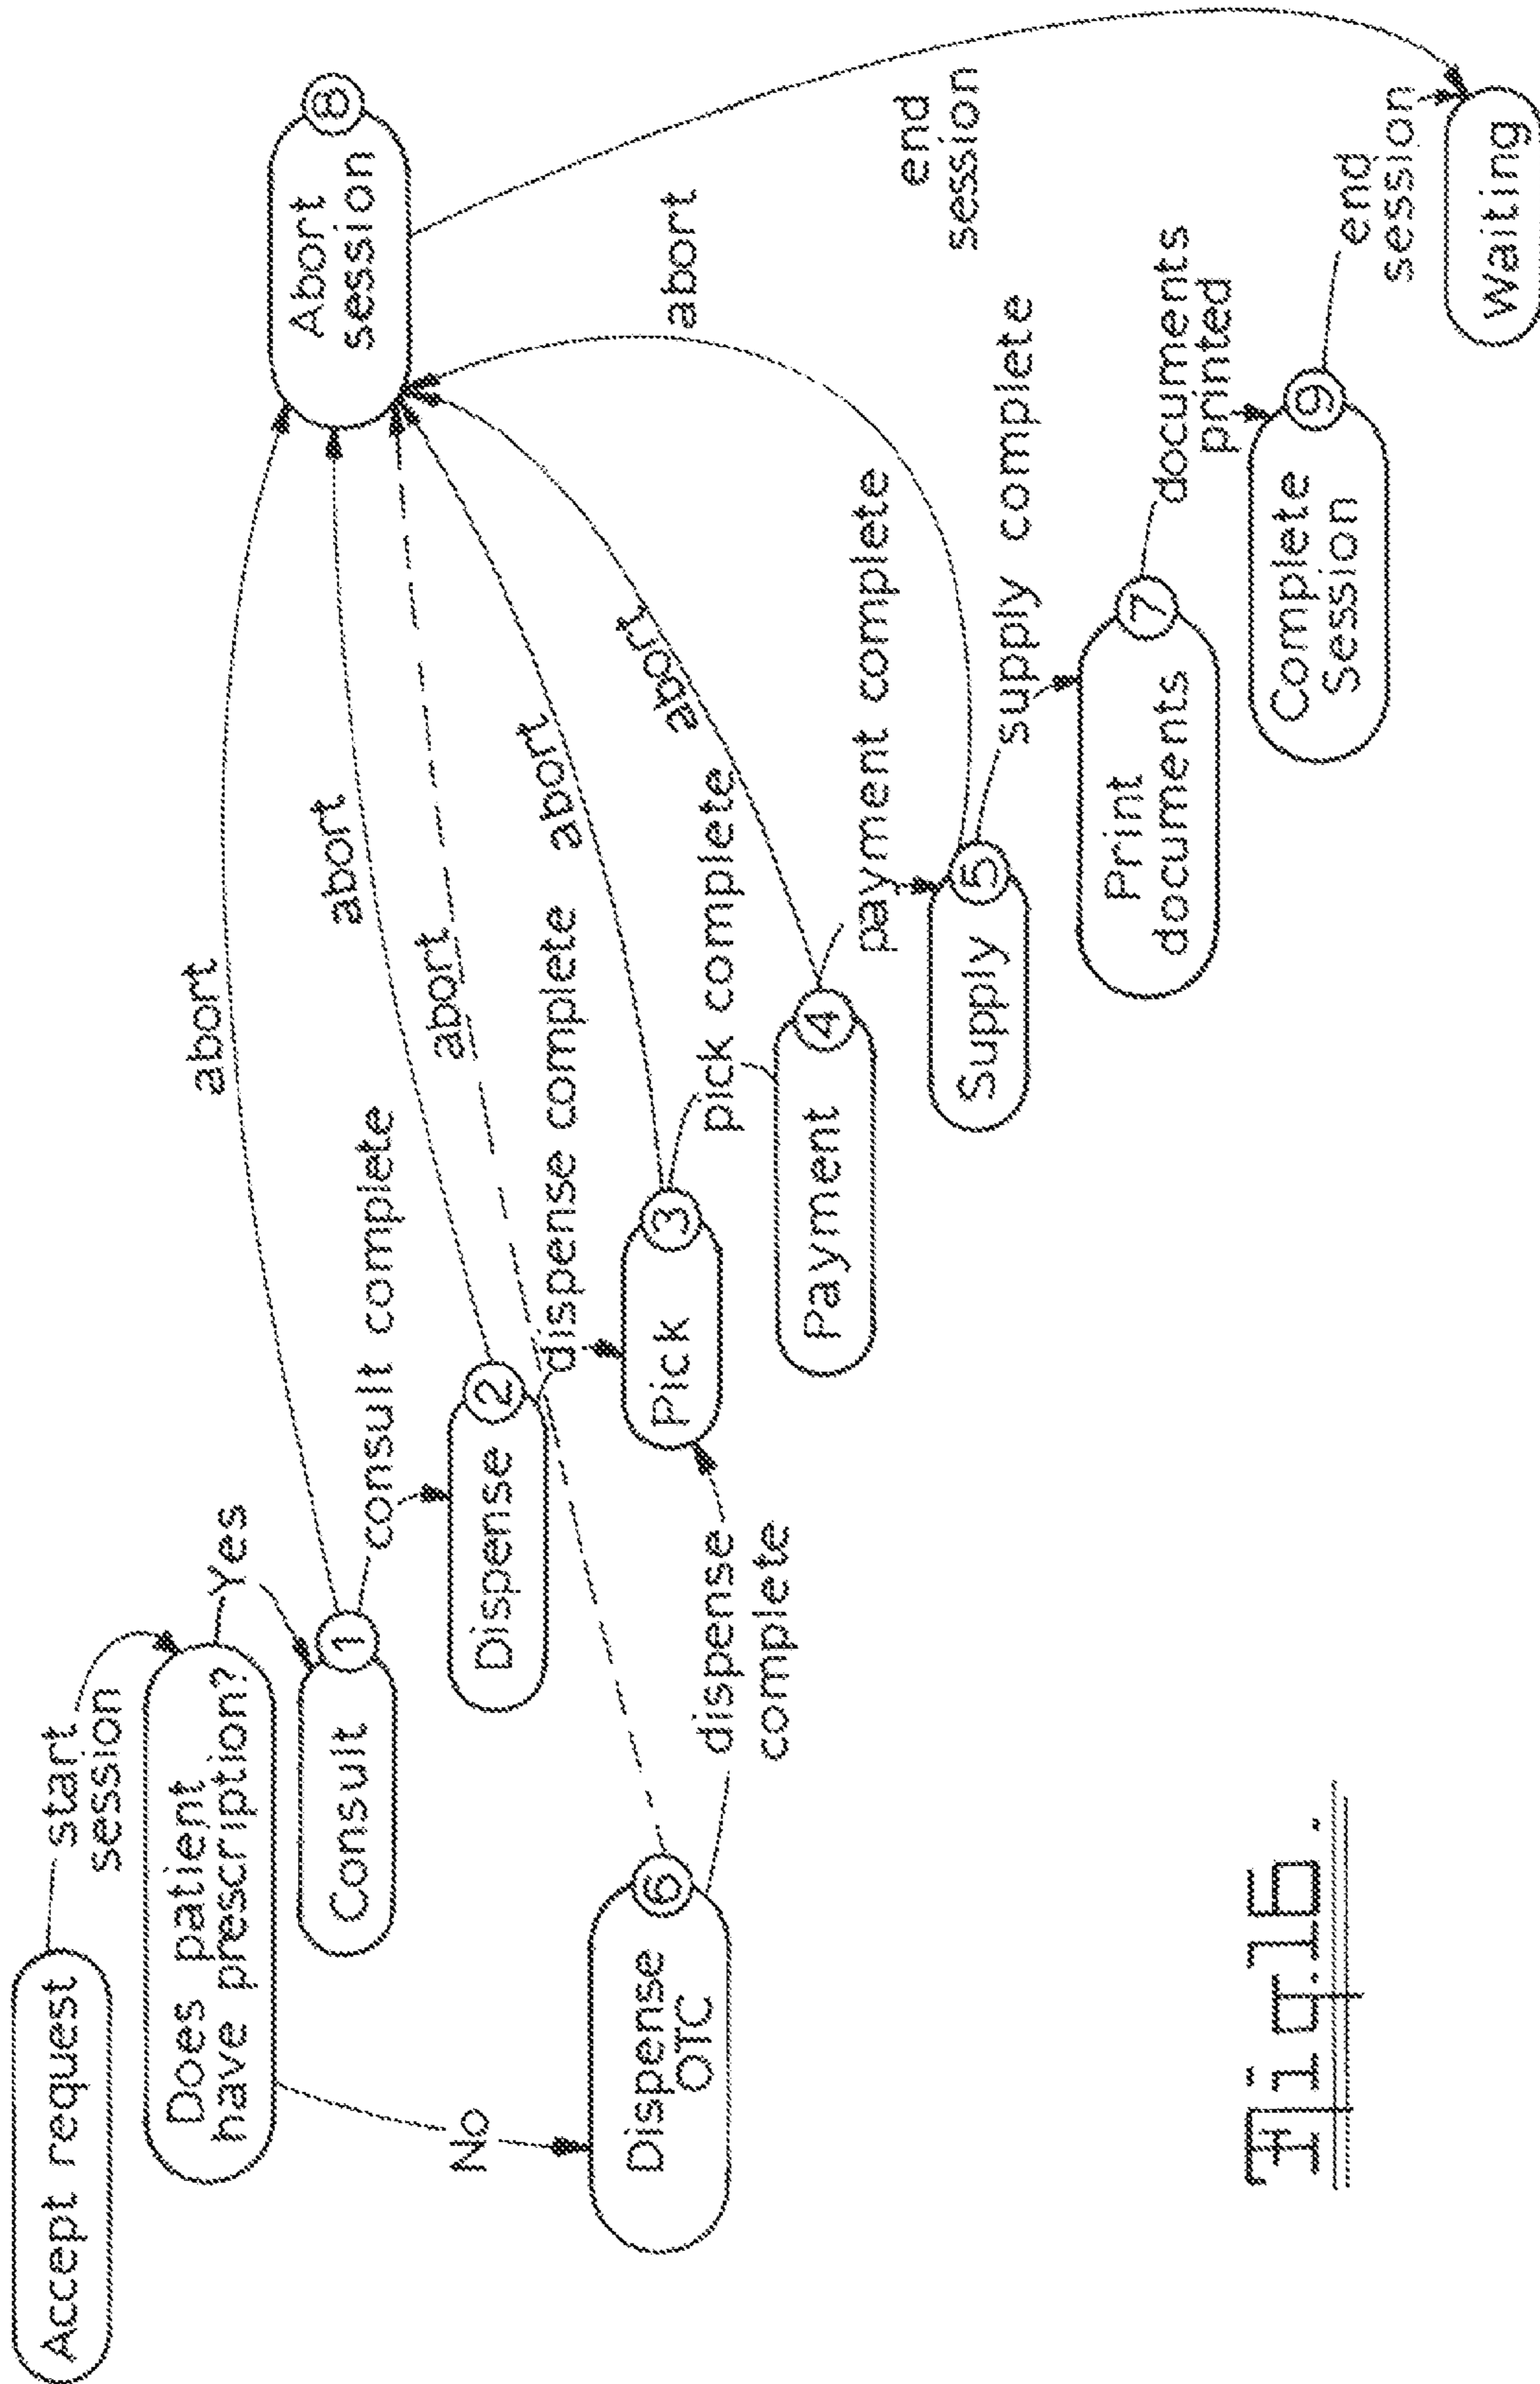 Accept request
start
session
Does patient
have prescription?
Yes
No
Consult
1
abort
consult complete
Dispense
2
abort
Dispense
OTC
6
abort
dispense
complete
dispense complete
Pick
3
abort
pick complete
Payment
4
abort
payment complete
Supply
5
abort
supply complete
Print
documents
7
documents
printed
Complete
Session
9
end
session
Abort
session
8
end
session
Waiting
Fig.16.